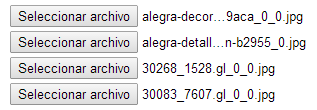 Seleccionar archivo alegra-decor...9aca_0_0.jpg
Seleccionar archivo alegra-detall...n-b2955_0_0.jpg
Seleccionar archivo 30268_1528.gl_0_0.jpg
Seleccionar archivo 30083_7607.gl_0_0.jpg